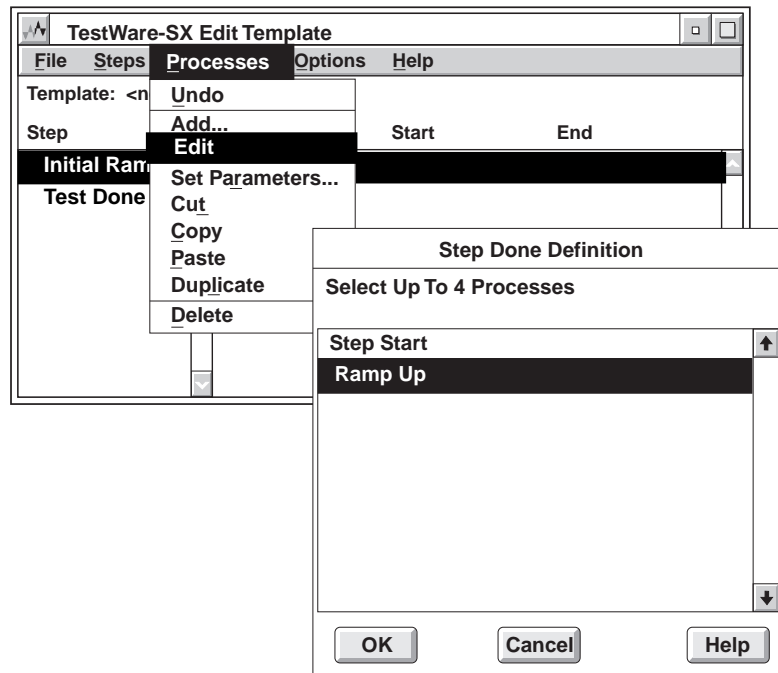 TestWare-SX Edit Template
File Steps Processes Options Help
Template: <n
Undo
Step
Add...
Start
End
Edit
Initial Ram
Set Parameters...
Test Done
Cut
Copy
Paste
Duplicate
Delete
Step Done Definition
Select Up To 4 Processes
Step Start
Ramp Up
OK Cancel Help